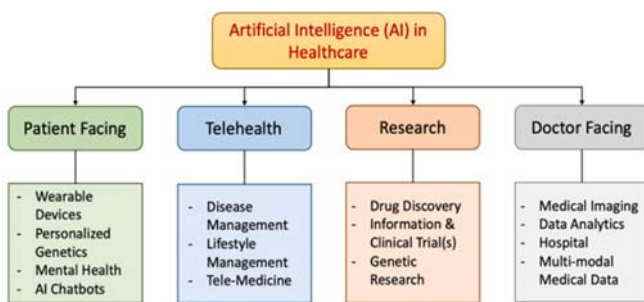 Artificial Intelligence (AI) in
Healthcare
Patient Facing
Telehealth
Research
Doctor Facing
- Wearable
Devices
- Personalized
Genetics
- Mental Health
- AI Chatbots
- Disease
Management
- Lifestyle
Management
- Tele-Medicine
- Drug Discovery
- Information &
Clinical Trial(s)
- Genetic
Research
- Medical Imaging
- Data Analytics
- Hospital
- Multi-modal
Medical Data